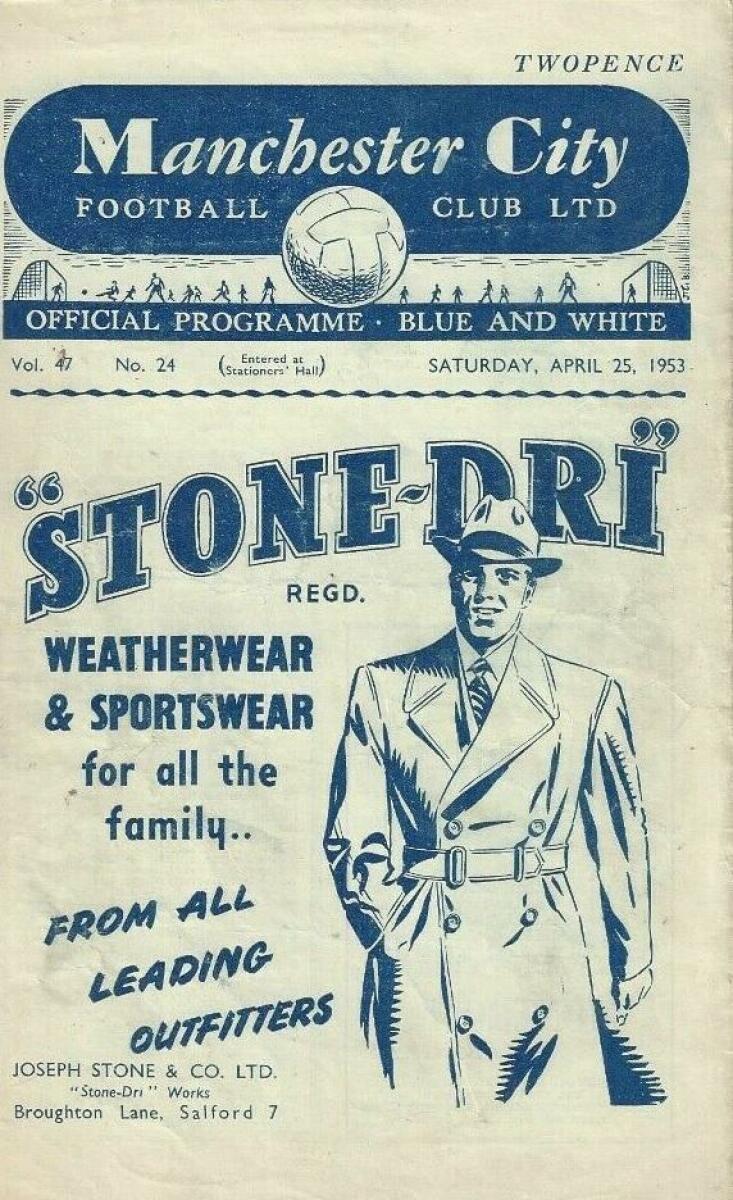 TWOPENCE
Manchester City
FOOTBALL CLUB LTD
OFFICIAL PROGRAMME · BLUE AND WHITE
Vol. 47 No. 24 (Entered at Stationers' Hall) SATURDAY, APRIL 25, 1953
"STONE-DRI"
REGD.
WEATHERWEAR
& SPORTSWEAR
for all the
family..
FROM ALL
LEADING
OUTFITTERS
JOSEPH STONE & CO. LTD.
"Stone-Dri" Works
Broughton Lane, Salford 7